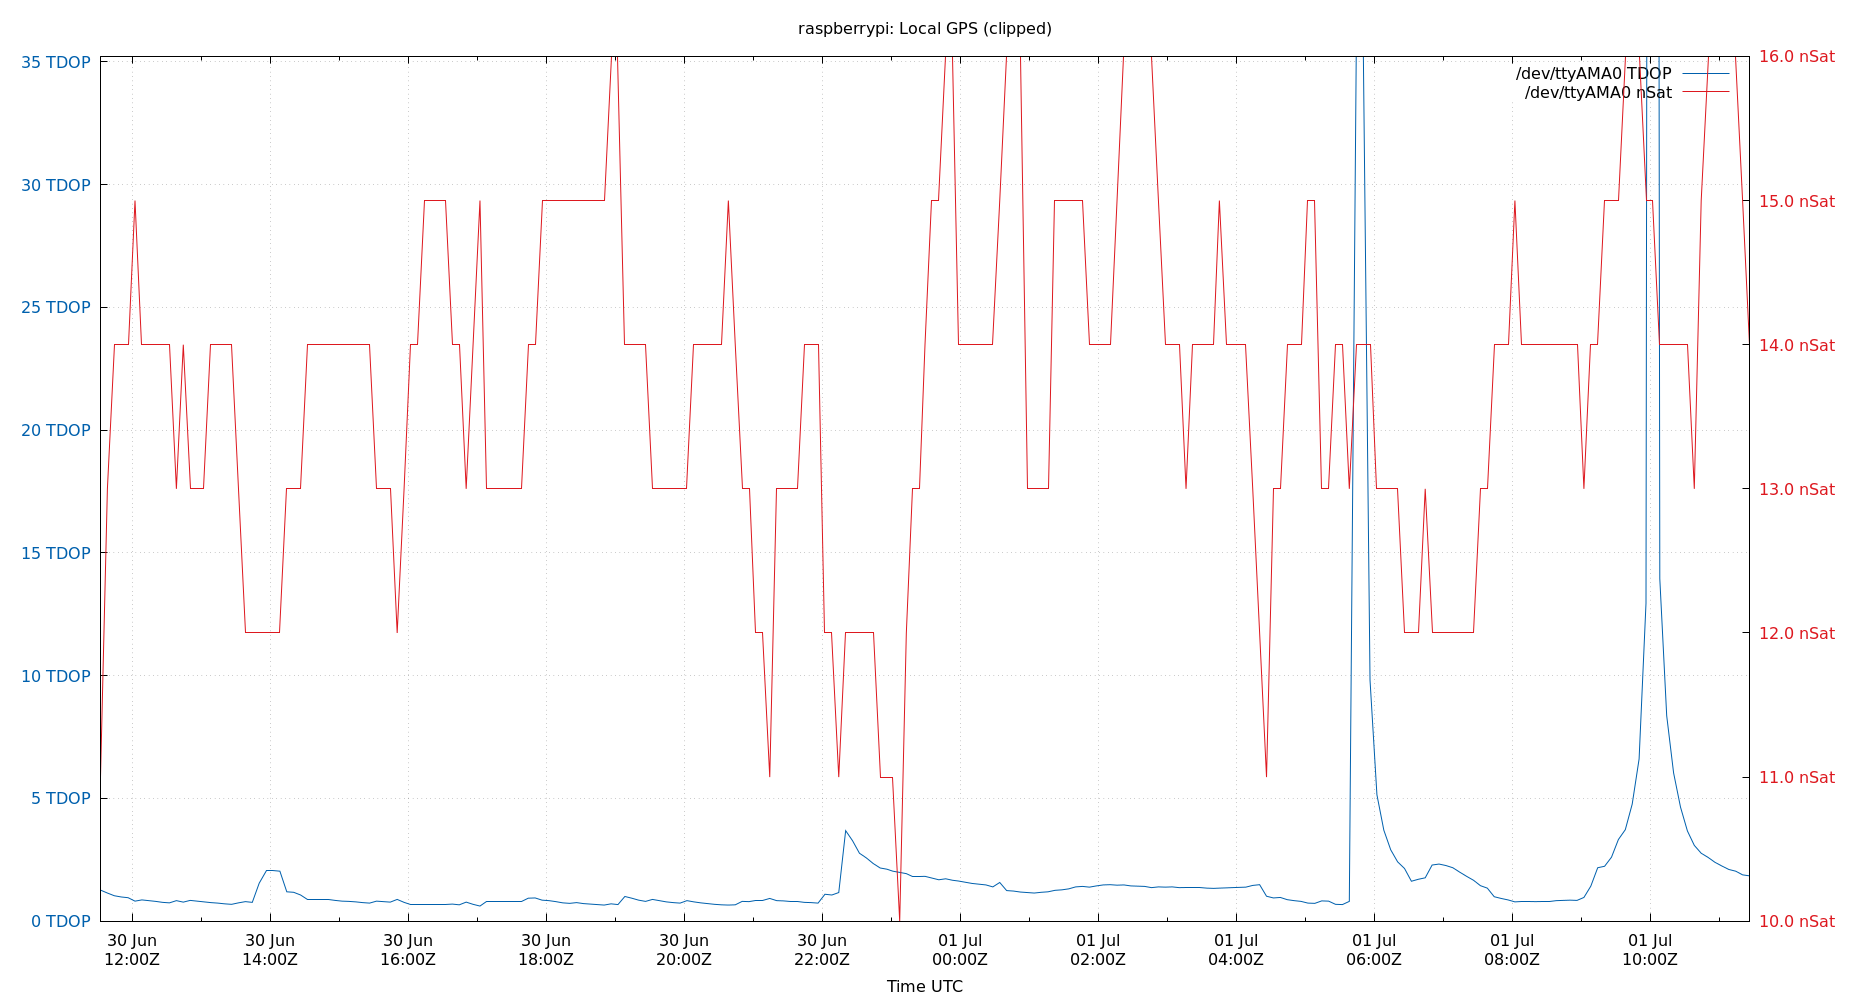 raspberrypi: Local GPS (clipped)
35 TDOP
30 TDOP
25 TDOP
20 TDOP
15 TDOP
10 TDOP
5 TDOP
0 TDOP
/dev/ttyAMA0 TDOP
/dev/ttyAMA0 nSat
16.0 nSat
15.0 nSat
14.0 nSat
13.0 nSat
12.0 nSat
11.0 nSat
10.0 nSat
30 Jun
12:00Z
30 Jun
14:00Z
30 Jun
16:00Z
30 Jun
18:00Z
30 Jun
20:00Z
30 Jun
22:00Z
01 Jul
00:00Z
01 Jul
02:00Z
01 Jul
04:00Z
01 Jul
06:00Z
01 Jul
08:00Z
01 Jul
10:00Z
Time UTC